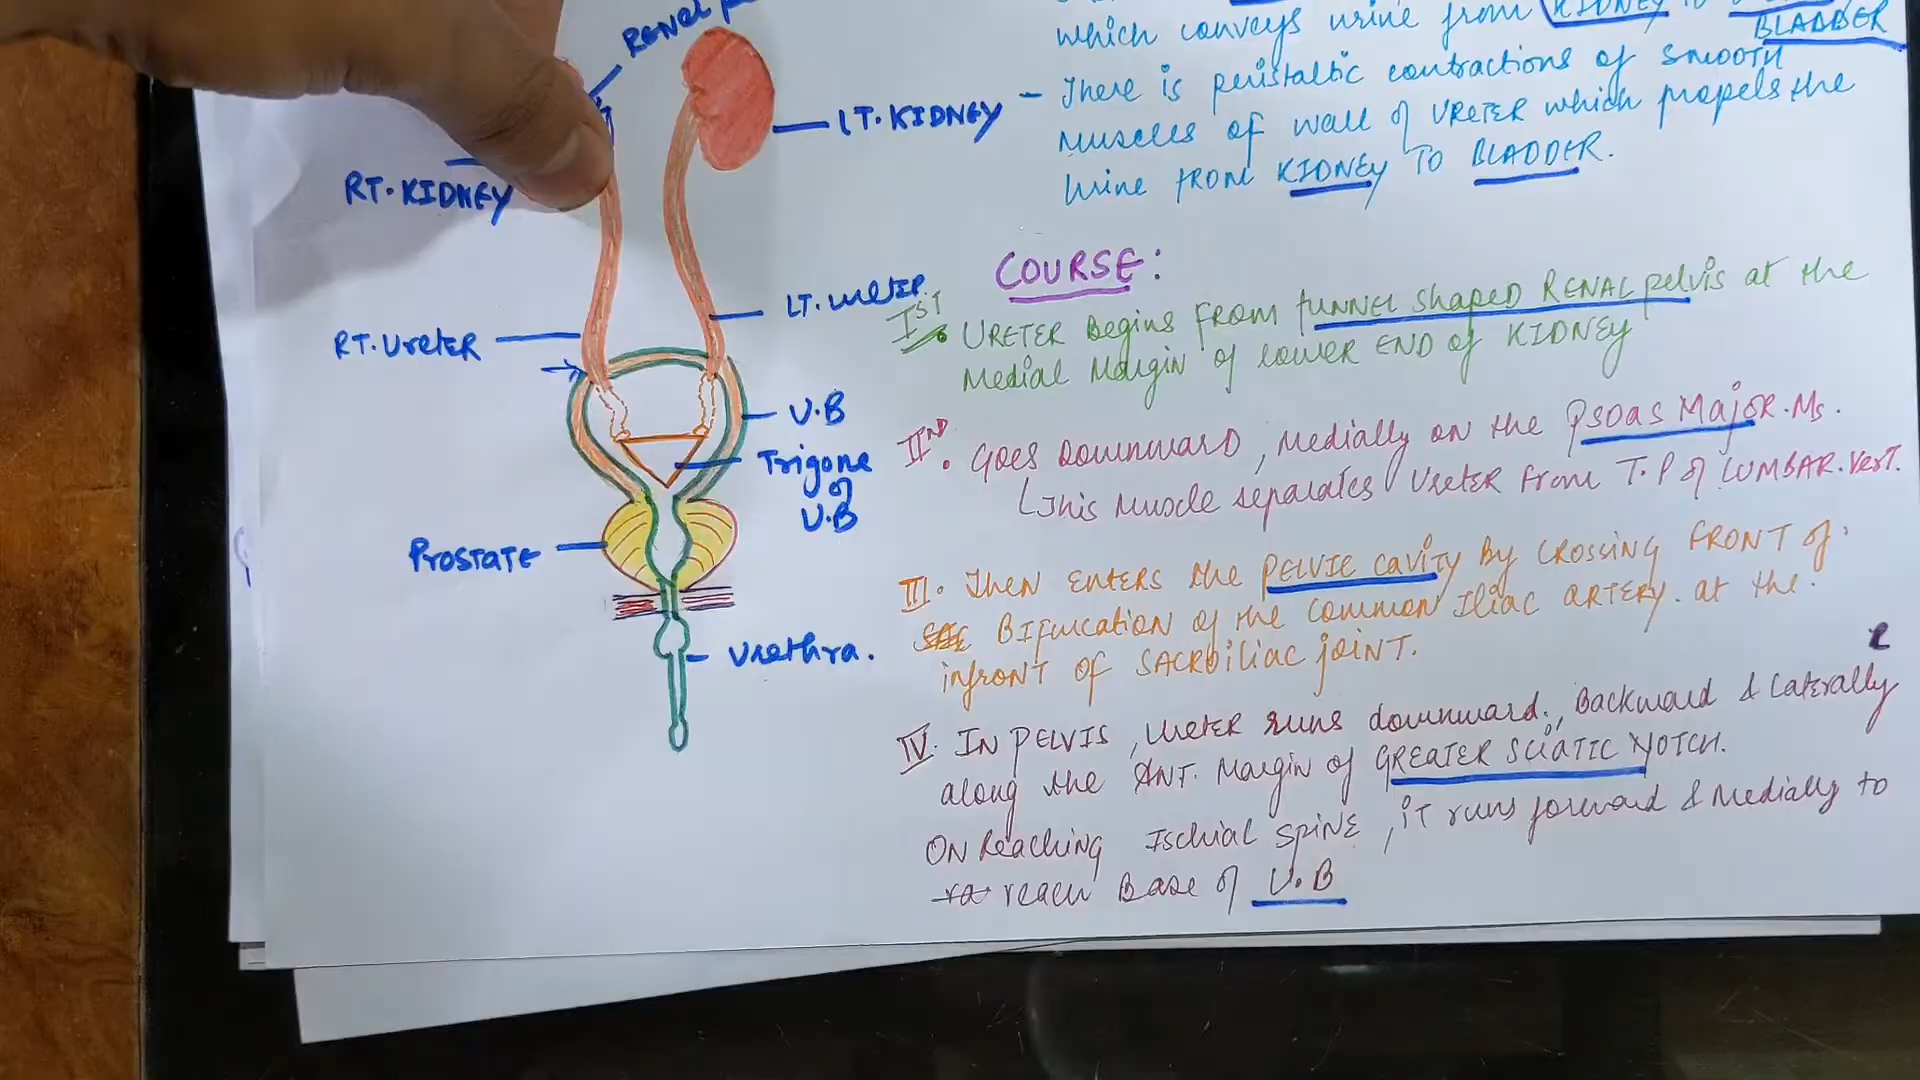 Renal
LT. KIDNEY
RT. KIDNEY
LT. ureter
RT. Ureter
U.B
Trigone
of
U.B
Prostate
Urethra.
which conveys urine from KIDNEY to
BLADDER
- There is peristaltic contractions of smooth
Muscles of wall of URETER which propels the
Urine from KIDNEY TO BLADDER.
COURSE:
IST URETER Begins from funnel shaped RENAL pelvis at the
Medial Margin of lower END of KIDNEY
IIND. Goes Downward, Medially on the Psoas Major. Ms.
(This Muscle separates Ureter from T.P of LUMBAR. Vert.
III. Then enters the PELVIC cavity By crossing FRONT of
Bifurcation of the common Iliac ARTERY. at the
infront of SACROiliac joint.
R
IV. IN PELVIS, Ureter runs downward, Backward & Laterally
along the ANT. Margin of GREATER SCIATIC NOTCH.
ON Reaching Ischial SPINE, iT runs forward & Medially to
reach Base of U.B